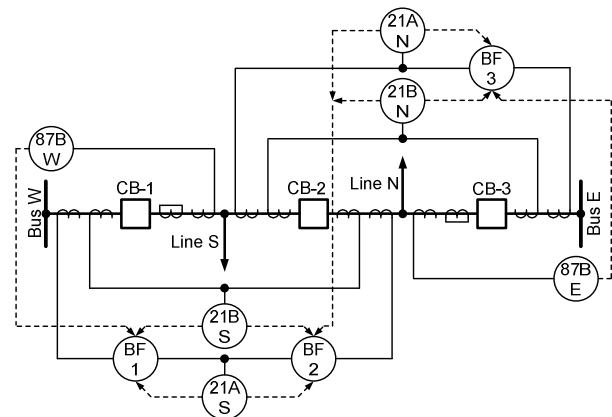 21A
N
BF
3
21B
N
87B
W
CB-1
CB-2
Line N
CB-3
Bus W
Bus E
Line S
87B
E
21B
S
BF
1
BF
2
21A
S